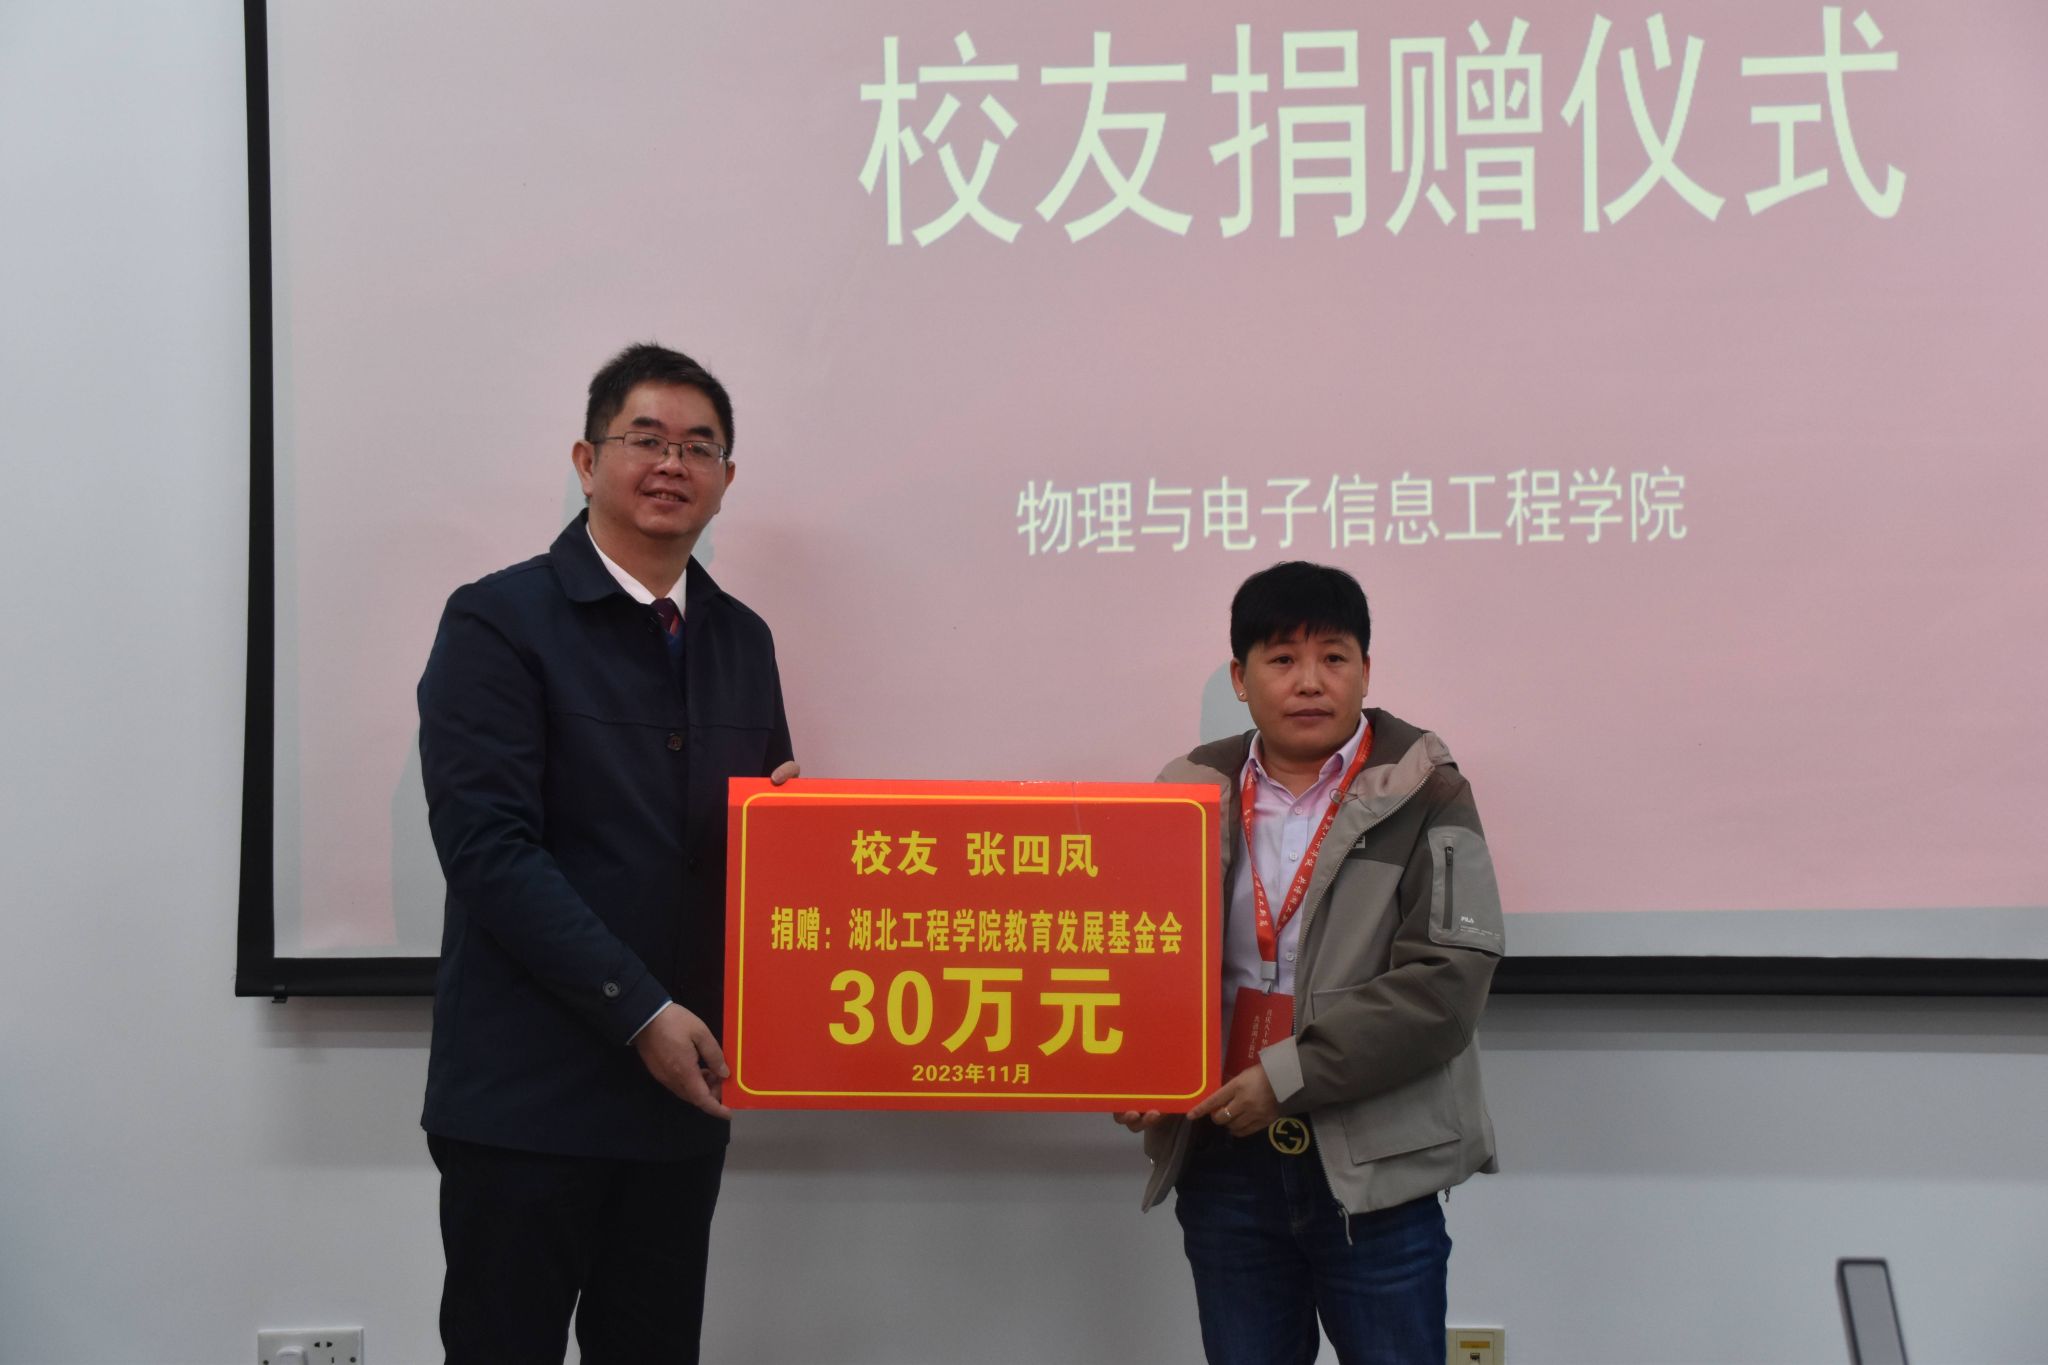 校友捐赠仪式
物理与电子信息工程学院
校友 张四凤
捐赠：湖北工程学院教育发展基金会
30万元
2023年11月
FILA